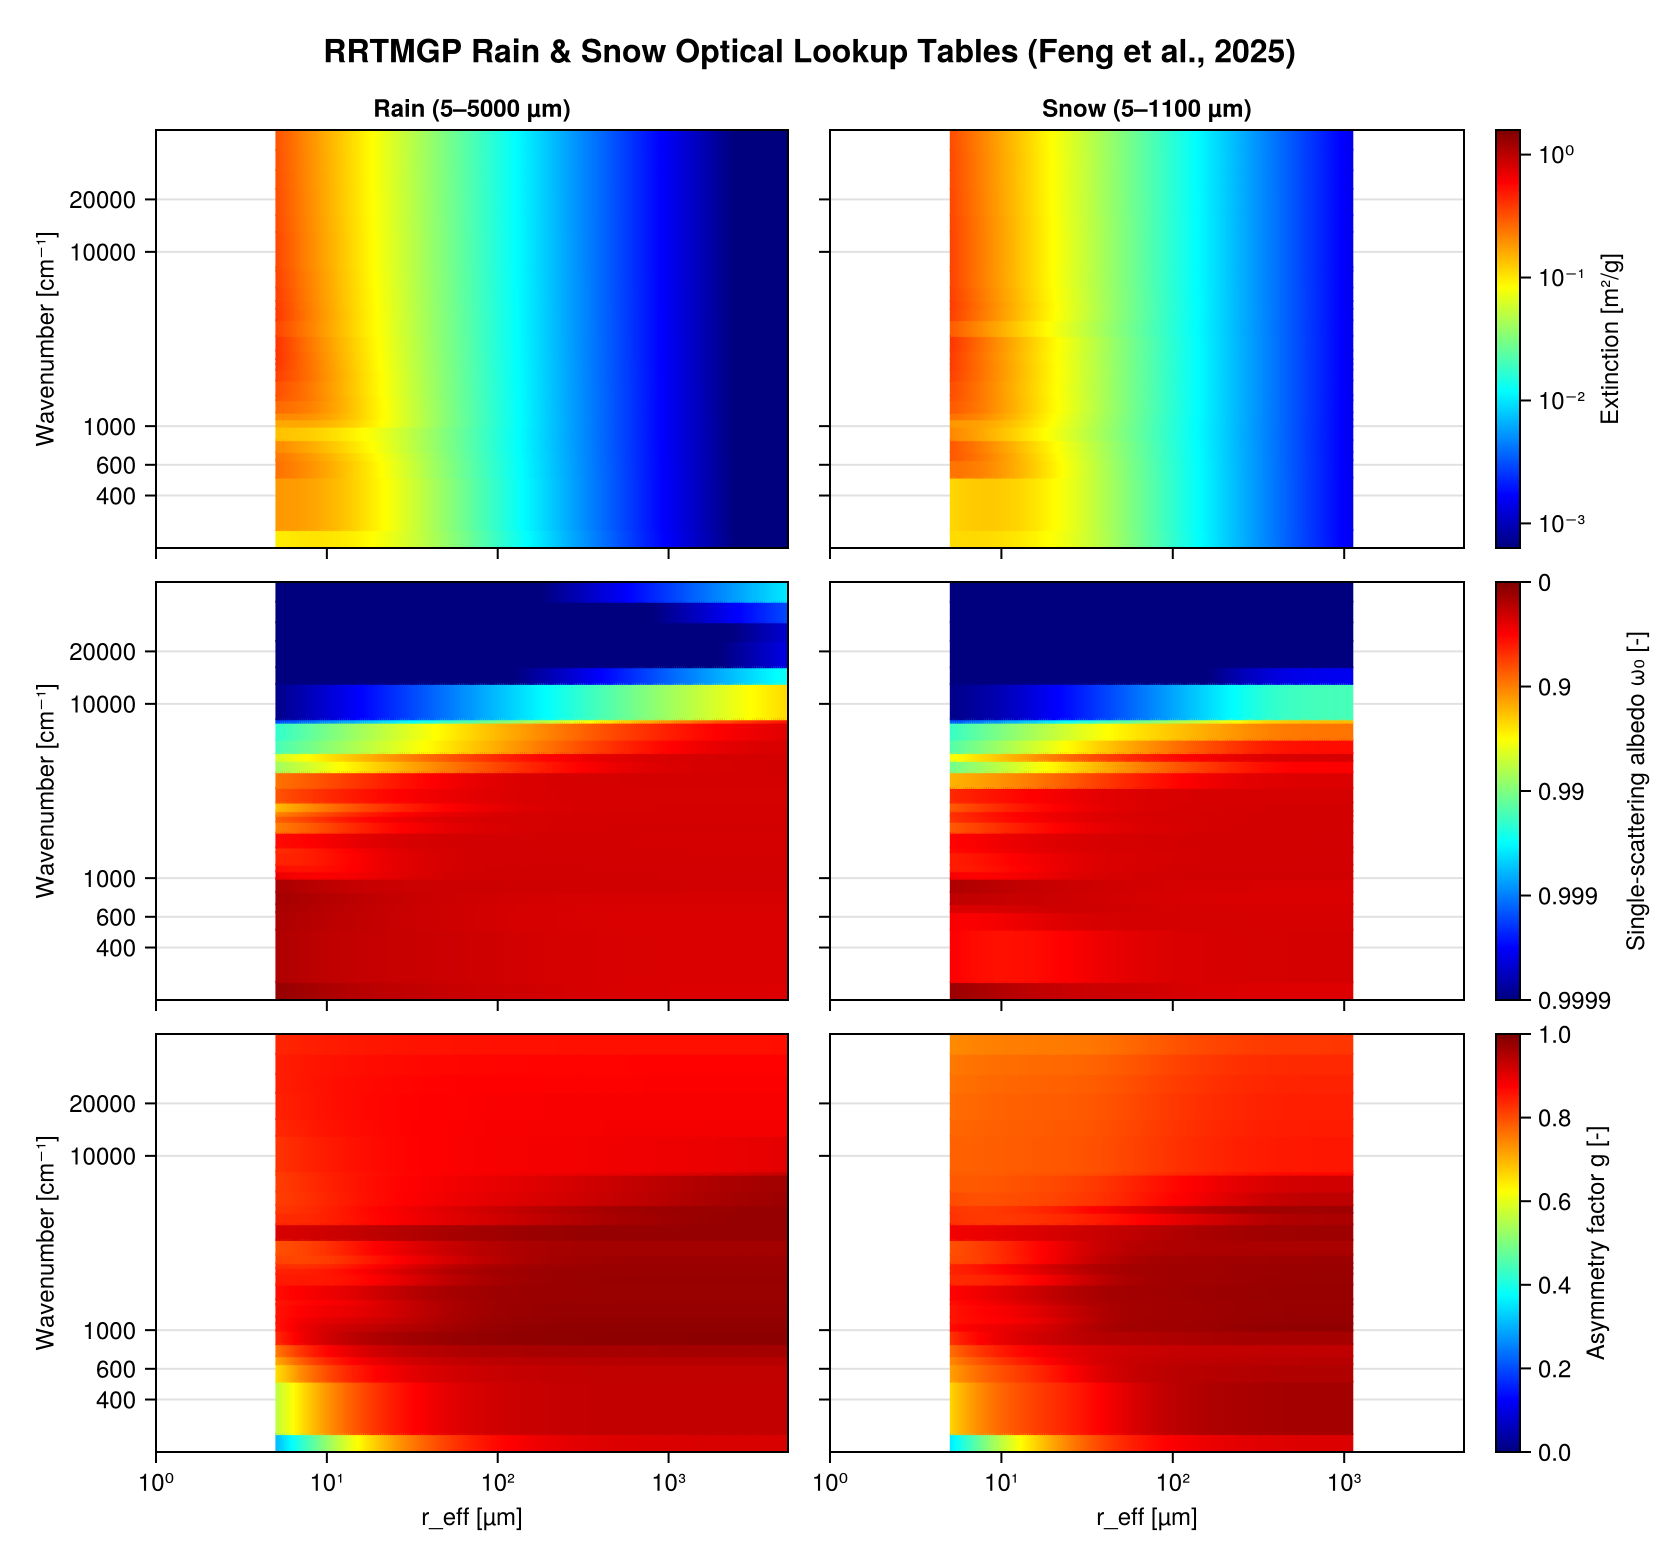 RRTMGP Rain & Snow Optical Lookup Tables (Feng et al., 2025)
Rain (5–5000 μm)
Snow (5–1100 μm)
Wavenumber [cm⁻¹]
20000
10000
1000
600
400
10⁰
10⁻¹
10⁻²
10⁻³
Extinction [m²/g]
Wavenumber [cm⁻¹]
20000
10000
1000
600
400
0
0.9
0.99
0.999
0.9999
Single-scattering albedo ω₀ [-]
Wavenumber [cm⁻¹]
20000
10000
1000
600
400
1.0
0.8
0.6
0.4
0.2
0.0
Asymmetry factor g [-]
10⁰ 10¹ 10² 10³
10⁰ 10¹ 10² 10³
r_eff [μm]
r_eff [μm]